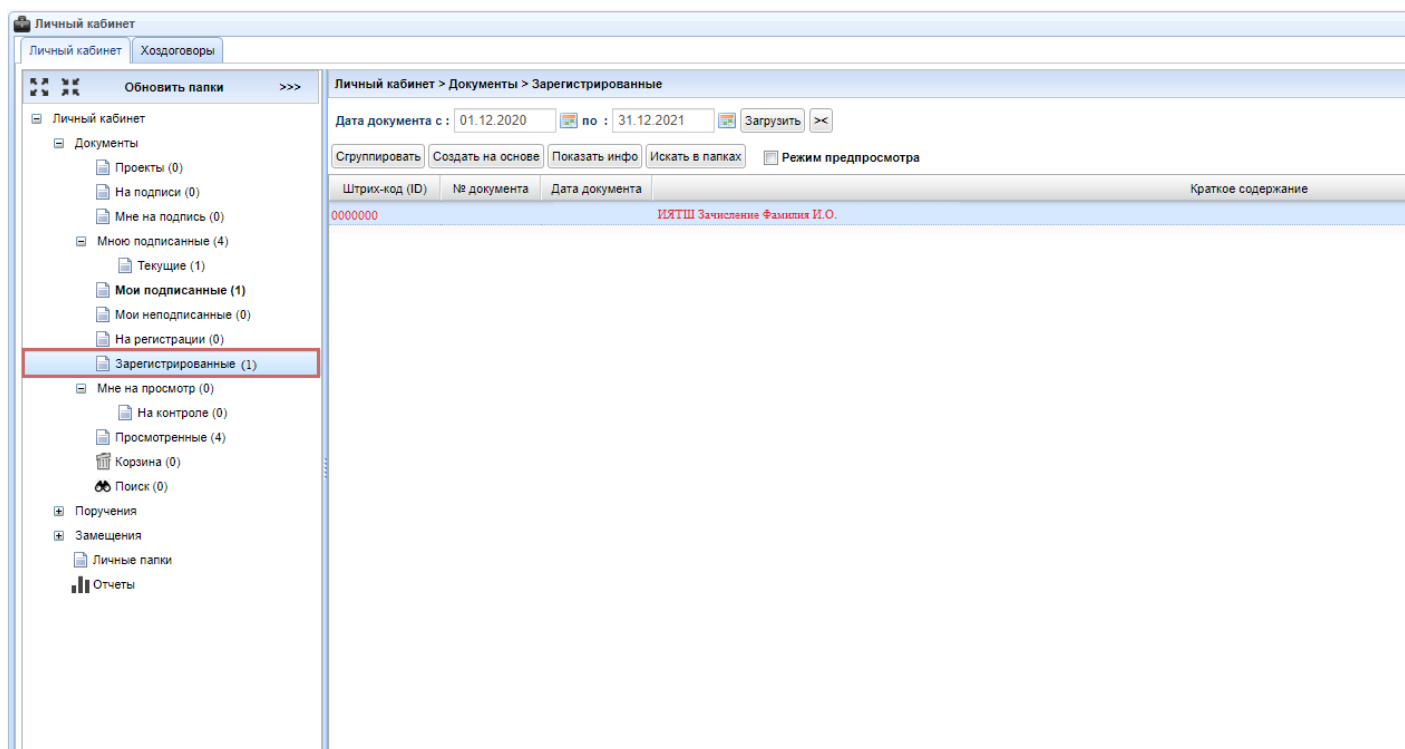 Личный кабинет
Личный кабинет Хоздоговоры
Обновить папки >>>
Личный кабинет
Документы
Проекты (0)
На подписи (0)
Мне на подпись (0)
Мною подписанные (4)
Текущие (1)
Мои подписанные (1)
Мои неподписанные (0)
На регистрации (0)
Зарегистрированные (1)
Мне на просмотр (0)
На контроле (0)
Просмотренные (4)
Корзина (0)
Поиск (0)
Поручения
Замещения
Личные папки
Отчеты
Личный кабинет > Документы > Зарегистрированные
Дата документа с : 01.12.2020 по : 31.12.2021 Загрузить ><
Сгруппировать Создать на основе Показать инфо Искать в папках Режим предпросмотра
Штрих-код (ID) № документа Дата документа Краткое содержание
0000000 ИЯТШ Зачисление Фамилия И.О.